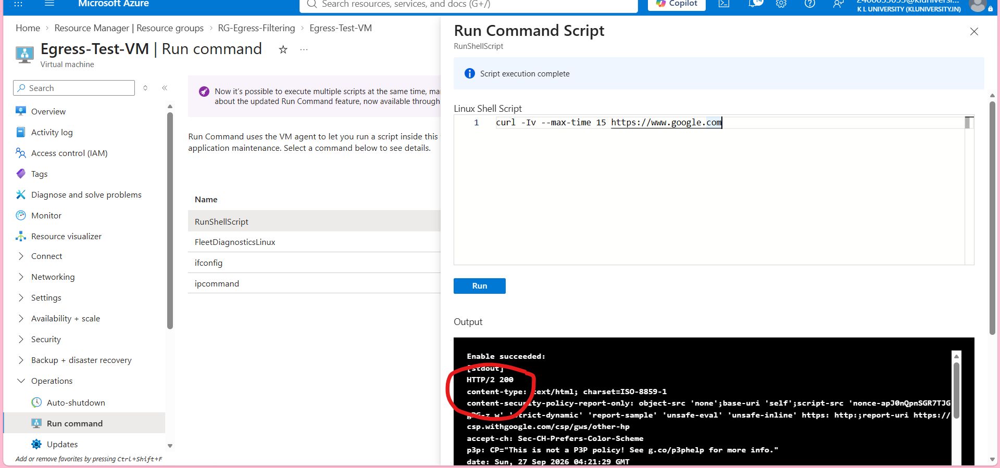 Microsoft Azure
Search resources, services, and docs (G+/)
Copilot
14
K L UNIVERSITY (KLUNIVERSITY.IN)
Home > Resource Manager | Resource groups > RG-Egress-Filtering > Egress-Test-VM
Egress-Test-VM | Run command
Virtual machine
Search
Overview
Activity log
Access control (IAM)
Tags
Diagnose and solve problems
Monitor
Resource visualizer
Connect
Networking
Settings
Availability + scale
Security
Backup + disaster recovery
Operations
Auto-shutdown
Run command
Updates
Add or remove favorites by pressing Ctrl+Shift+F
Now it's possible to execute multiple scripts at the same time, ma
about the updated Run Command feature, now available through
Run Command uses the VM agent to let you run a script inside this
application maintenance. Select a command below to see details.
Name
RunShellScript
FleetDiagnosticsLinux
ifconfig
ipcommand
Run Command Script
RunShellScript
Script execution complete
Linux Shell Script
1 curl -Iv --max-time 15 https://www.google.com
Run
Output
Enable succeeded:
[stdout]
HTTP/2 200
content-type: text/html; charset=ISO-8859-1
content-security-policy-report-only: object-src 'none';base-uri 'self';script-src 'nonce-apJ0nQpnSGR7TJG
'strict-dynamic' 'report-sample' 'unsafe-eval' 'unsafe-inline' https: http:;report-uri https://
csp.withgoogle.com/csp/gws/other-hp
accept-ch: Sec-CH-Prefers-Color-Scheme
p3p: CP="This is not a P3P policy! See g.co/p3phelp for more info."
date: Sun, 27 Sep 2026 04:21:29 GMT